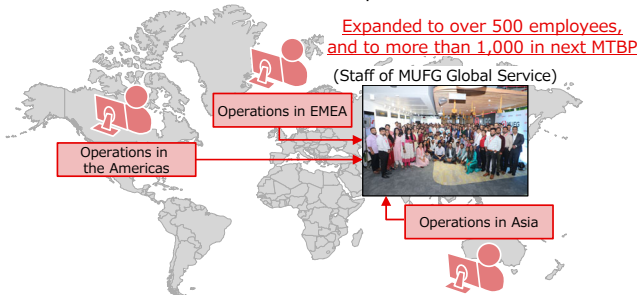 Expanded to over 500 employees,
and to more than 1,000 in next MTBP
(Staff of MUFG Global Service)
Operations in EMEA
Operations in
the Americas
Operations in Asia